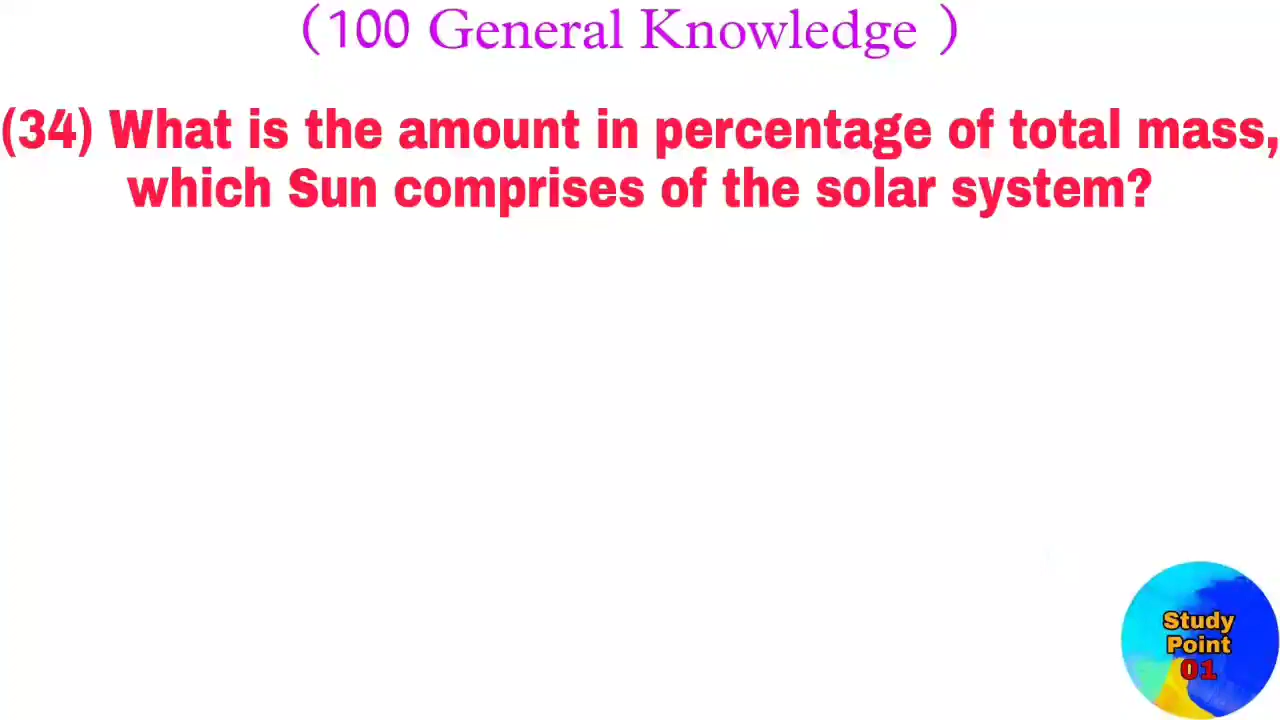 (100 General Knowledge )
(34) What is the amount in percentage of total mass,
which Sun comprises of the solar system?
Study
Point
01